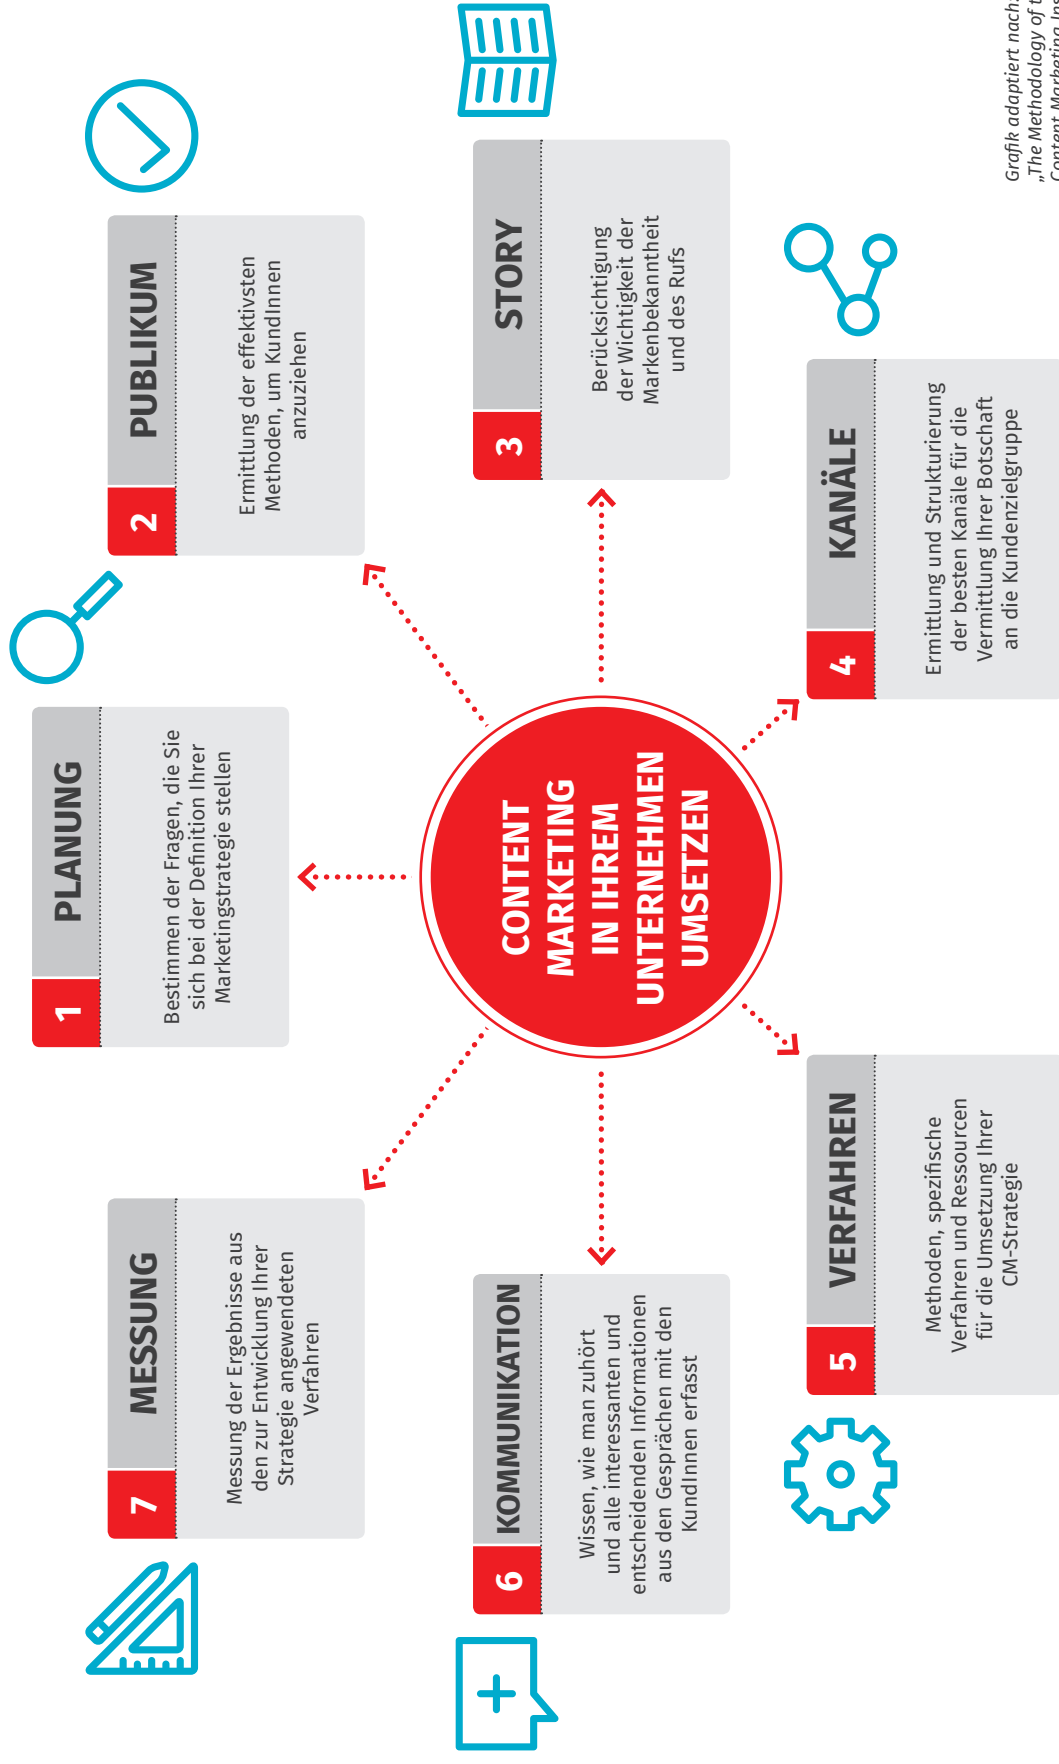 CONTENT
MARKETING
IN IHREM
UNTERNEHMEN
UMSETZEN
1
PLANUNG
Bestimmen der Fragen, die Sie
sich bei der Definition Ihrer
Marketingstrategie stellen
2
PUBLIKUM
Ermittlung der effektivsten
Methoden, um KundInnen
anzuziehen
3
STORY
Berücksichtigung
der Wichtigkeit der
Markenbekanntheit
und des Rufs
4
KANÄLE
Ermittlung und Strukturierung
der besten Kanäle für die
Vermittlung Ihrer Botschaft
an die Kundenzielgruppe
5
VERFAHREN
Methoden, spezifische
Verfahren und Ressourcen
für die Umsetzung Ihrer
CM-Strategie
6
KOMMUNIKATION
Wissen, wie man zuhört
und alle interessanten und
entscheidenden Informationen
aus den Gesprächen mit den
KundInnen erfasst
7
MESSUNG
Messung der Ergebnisse aus
den zur Entwicklung Ihrer
Strategie angewendeten
Verfahren
Grafik adaptiert nach:
„The Methodology of
Content Marketing